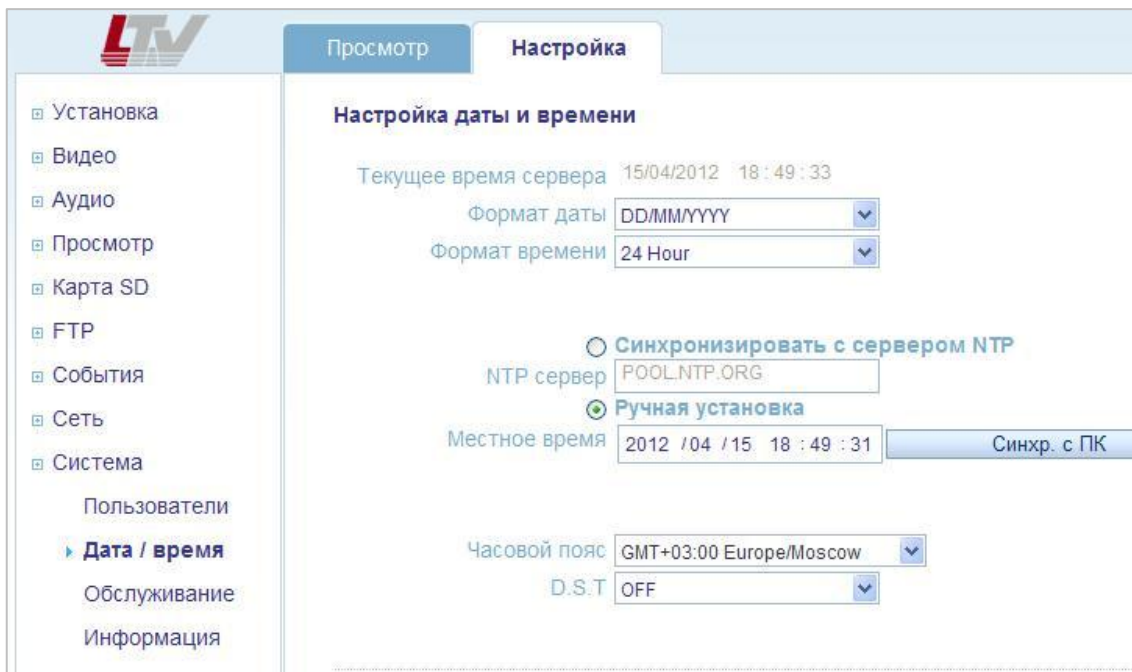 LTV
Просмотр
Настройка
Установка
Видео
Аудио
Просмотр
Карта SD
FTP
События
Сеть
Система
Пользователи
Дата / время
Обслуживание
Информация
Настройка даты и времени
Текущее время сервера 15/04/2012 18 : 49 : 33
Формат даты DD/MM/YYYY
Формат времени 24 Hour
Синхронизировать с сервером NTP
NTP сервер POOL.NTP.ORG
Ручная установка
Местное время 2012 / 04 / 15 18 : 49 : 31 Синхр. с ПК
Часовой пояс GMT+03:00 Europe/Moscow
D.S.T OFF